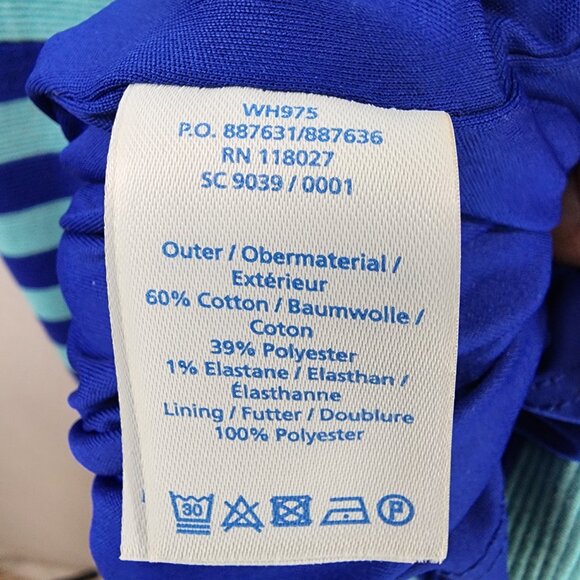 WH975
P.O. 887631/887636
RN 118027
SC 9039 / 0001
Outer / Obermaterial /
Extérieur
60% Cotton / Baumwolle /
Coton
39% Polyester
1% Elastane / Elasthan /
Élasthanne
Lining / Futter / Doublure
100% Polyester
30 P